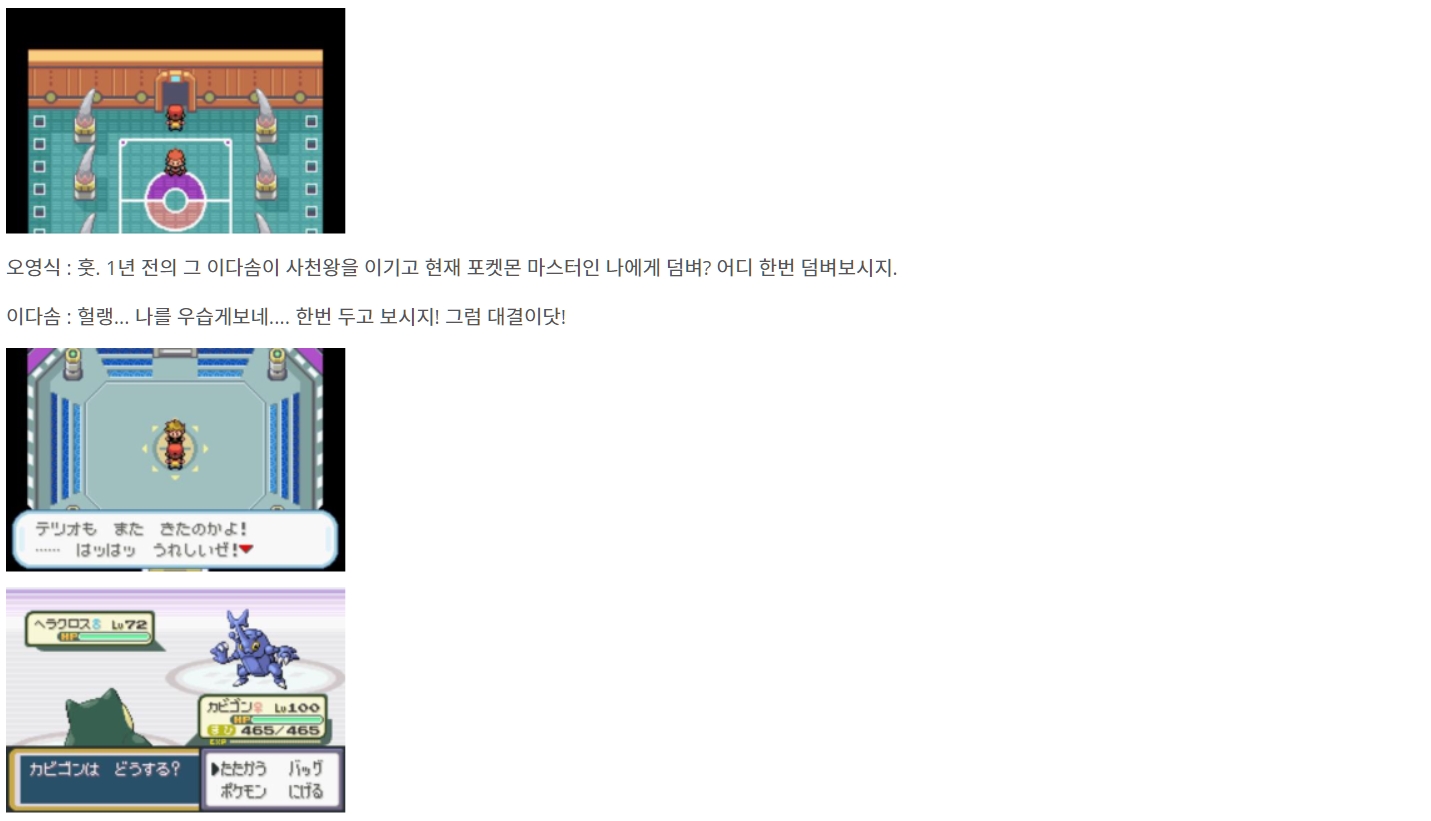 오영식 : 훗. 1년 전의 그 이다솜이 사천왕을 이기고 현재 포켓몬 마스터인 나에게 덤벼? 어디 한번 덤벼보시지.
이다솜 : 헐랭... 나를 우습게보네.... 한번 두고 보시지! 그럼 대결이닷!
テツオも また きたのかよ!
…… はッはッ うれしいぜ!
ヘラクロス♂ Lv72
HP
カビゴン♀ Lv100
HP
まひ 465/465
EXP
カビゴンは どうする?
たたかう バッグ
ポケモン にげる